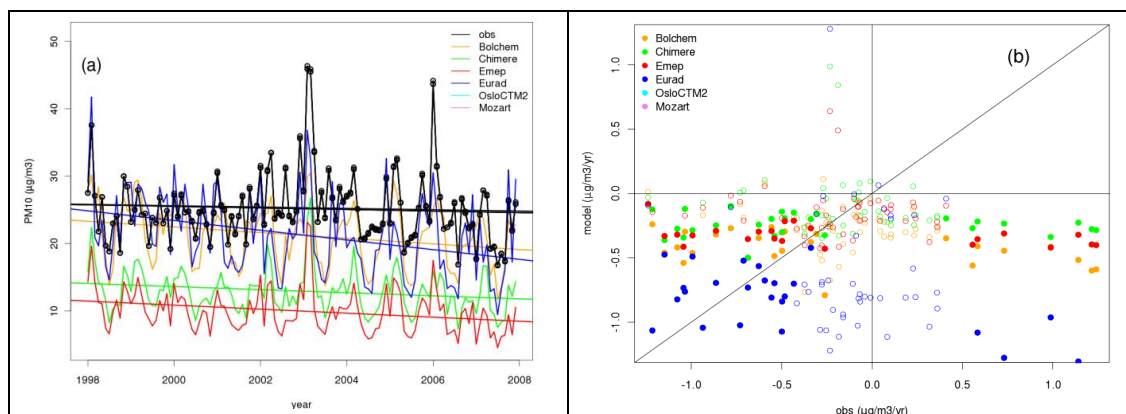 (a)
obs
Bolchem
Chimere
Emep
Eurad
OsloCTM2
Mozart
PM10 (µg/m3)
50
40
30
20
10
1998 2000 2002 2004 2006 2008
year
(b)
Bolchem
Chimere
Emep
Eurad
OsloCTM2
Mozart
model (µg/m3/yr)
1.0
0.5
0.0
-0.5
-1.0
-1.0 -0.5 0.0 0.5 1.0
obs (µg/m3/yr)